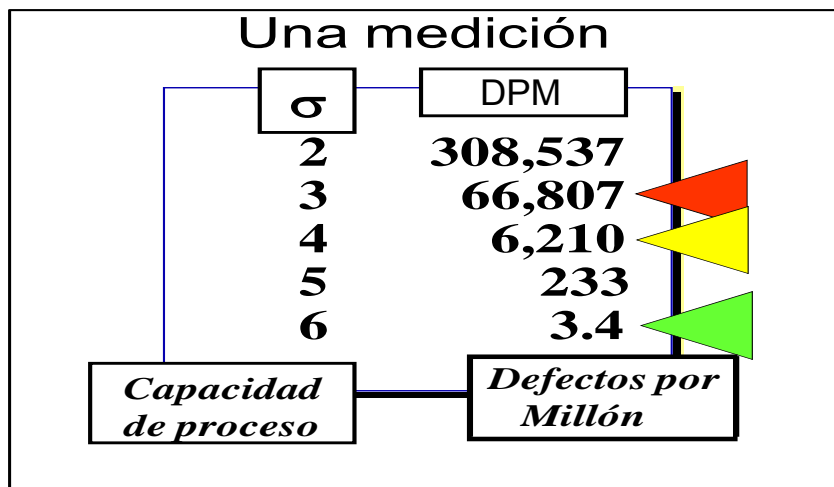 Una medición
σ DPM
2 308,537
3 66,807
4 6,210
5 233
6 3.4
Capacidad
de proceso
Defectos por
Millón